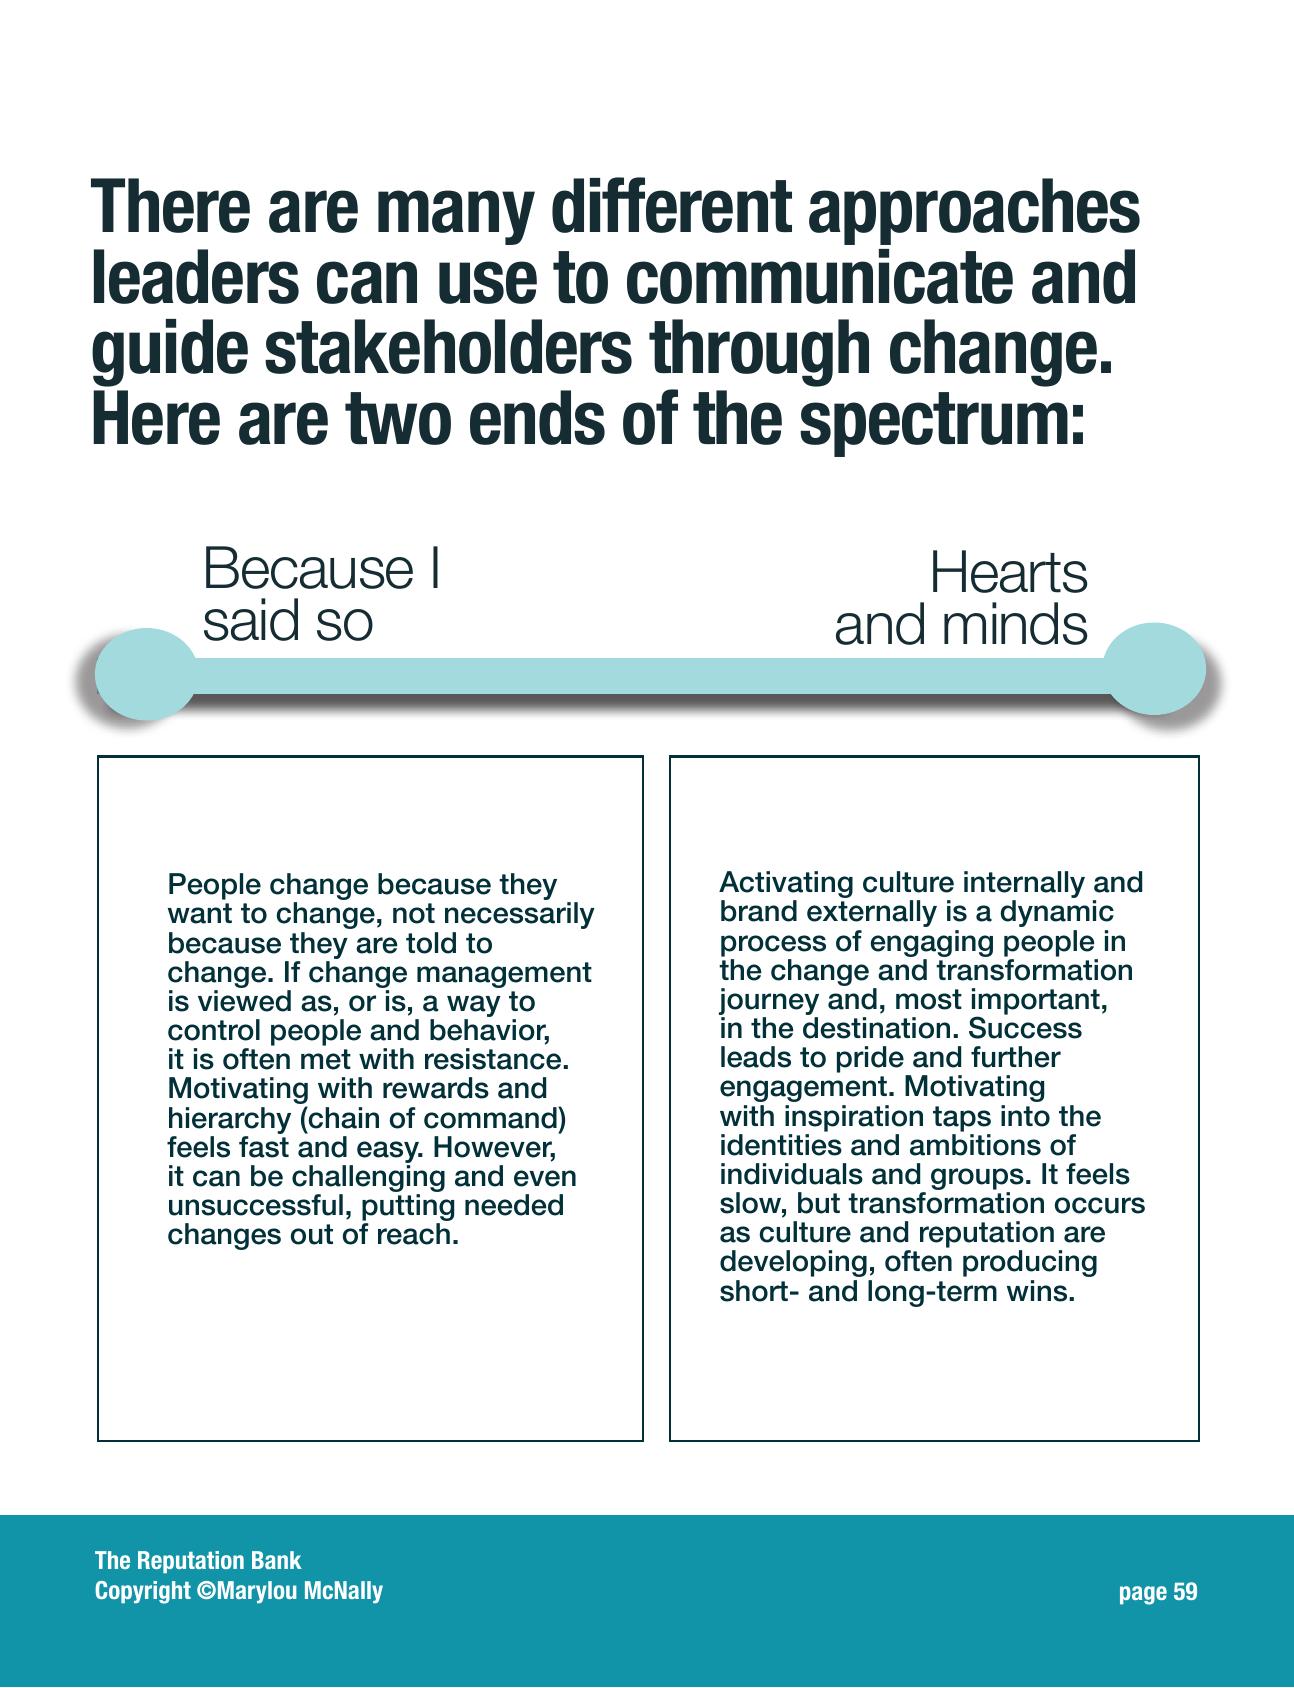 There are many different approaches
leaders can use to communicate and
guide stakeholders through change.
Here are two ends of the spectrum:
Because I
said so
Hearts
and minds
People change because they
want to change, not necessarily
because they are told to
change. If change management
is viewed as, or is, a way to
control people and behavior,
it is often met with resistance.
Motivating with rewards and
hierarchy (chain of command)
feels fast and easy. However,
it can be challenging and even
unsuccessful, putting needed
changes out of reach.
Activating culture internally and
brand externally is a dynamic
process of engaging people in
the change and transformation
journey and, most important,
in the destination. Success
leads to pride and further
engagement. Motivating
with inspiration taps into the
identities and ambitions of
individuals and groups. It feels
slow, but transformation occurs
as culture and reputation are
developing, often producing
short- and long-term wins.
The Reputation Bank
Copyright ©Marylou McNally
page 59